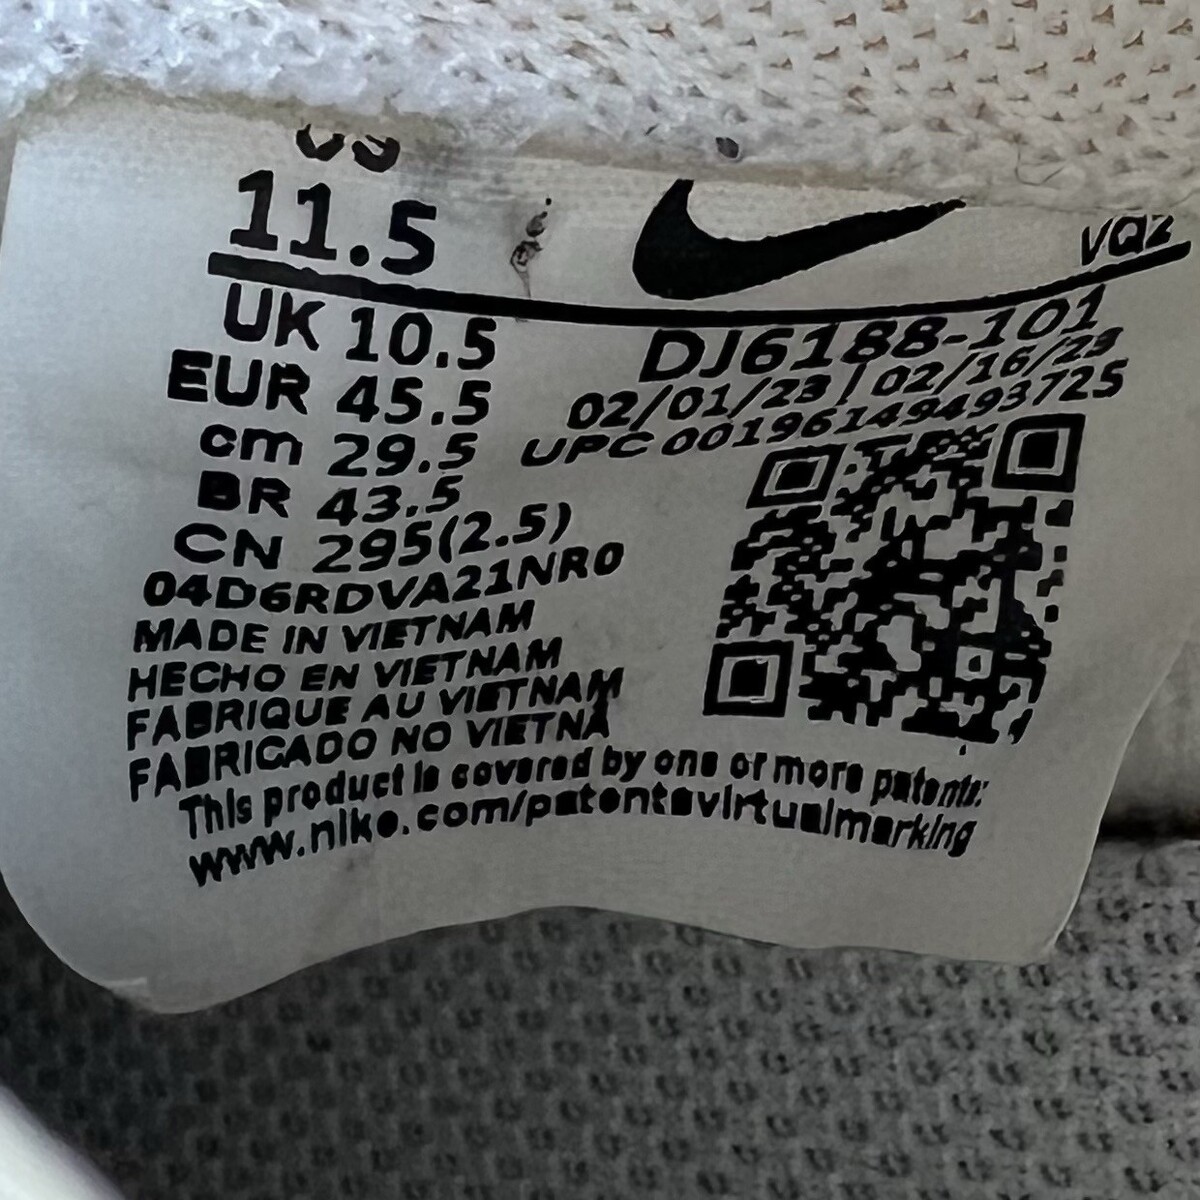 US
11.5
VQ2
UK 10.5
EUR 45.5
cm 29.5
BR 43.5
CN 295(2.5)
DJ6188-101
02/01/23 | 02/16/23
UPC 00196149493725
04D6RDVA21NR0
MADE IN VIETNAM
HECHO EN VIETNAM
FABRIQUE AU VIETNAM
FABRICADO NO VIETNA
This product is covered by one or more patents:
www.nike.com/patentsvirtualmarking